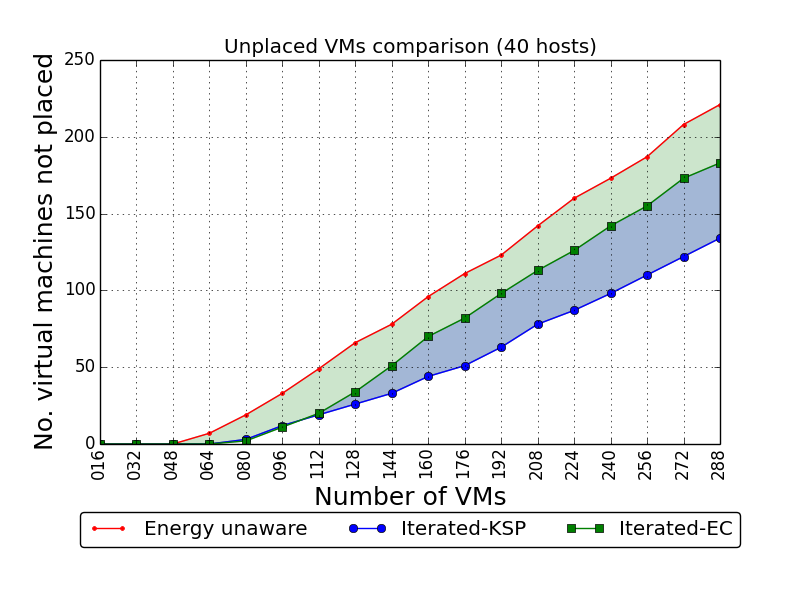 Unplaced VMs comparison (40 hosts)
No. virtual machines not placed
250
200
150
100
50
0
016 032 048 064 080 096 112 128 144 160 176 192 208 224 240 256 272 288
Number of VMs
Energy unaware Iterated-KSP Iterated-EC